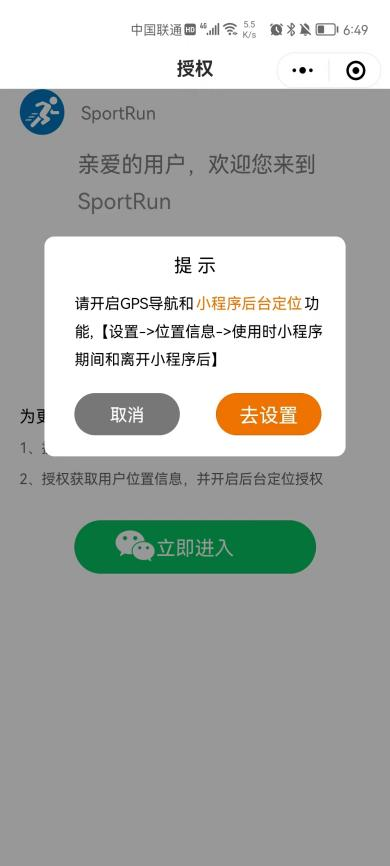 中国联通 HD 4G 5.5 K/s 6:49
授权
SportRun
亲爱的用户，欢迎您来到
SportRun
提 示
请开启GPS导航和 小程序后台定位 功
能,【设置->位置信息->使用时小程序
期间和离开小程序后】
取消 去设置
为更
1、
2、授权获取用户位置信息，并开启后台定位授权
立即进入